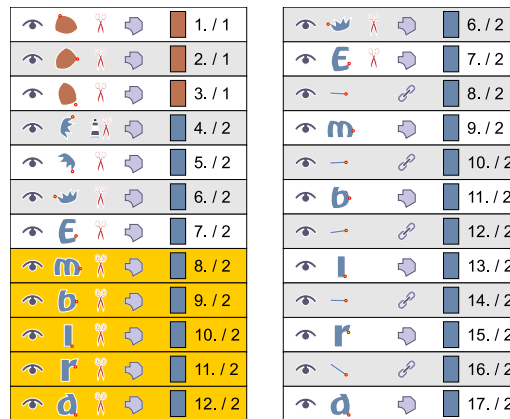 1. / 1
2. / 1
3. / 1
4. / 2
5. / 2
6. / 2
E 7. / 2
m 8. / 2
b 9. / 2
l 10. / 2
r 11. / 2
a 12. / 2
6. / 2
E 7. / 2
8. / 2
m 9. / 2
10. / 2
b 11. / 2
12. / 2
l 13. / 2
14. / 2
r 15. / 2
16. / 2
a 17. / 2